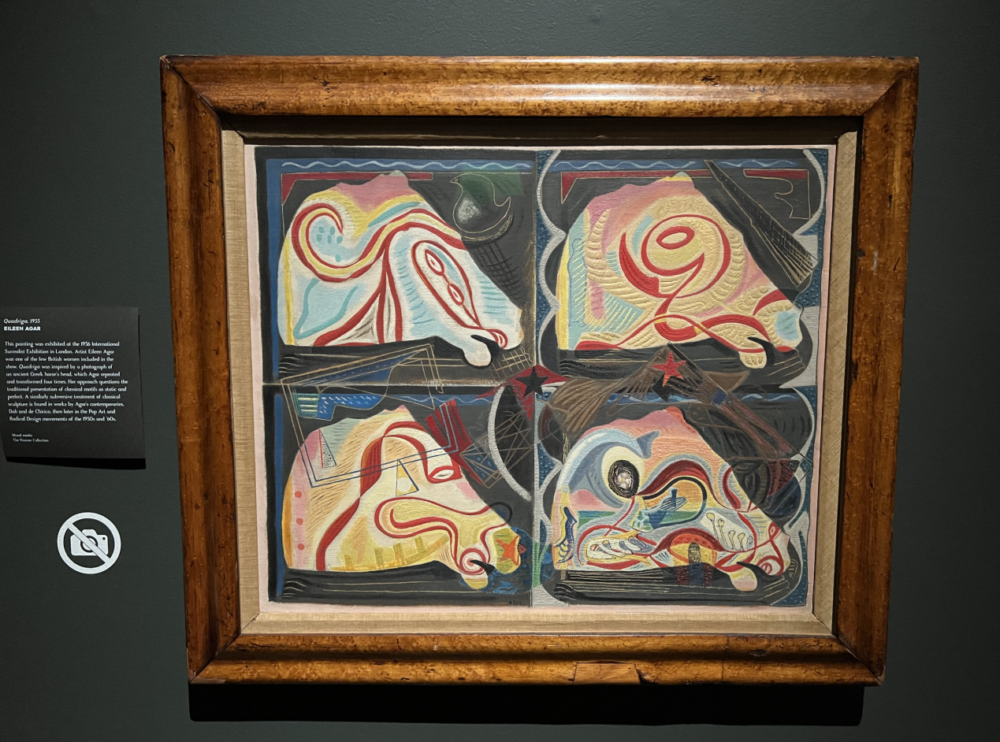 Quadriga, 1935
EILEEN AGAR
This painting was exhibited at the 1936 International
Surrealist Exhibition in London. Artist Eileen Agar
was one of the few British women included in the
show. Quadriga was inspired by a photograph of
an ancient Greek horse's head, which Agar repeated
and transformed four times. Her approach questions the
traditional presentation of classical motifs as static and
perfect. A similarly subversive treatment of classical
sculpture is found in works by Agar's contemporaries,
Dalí and de Chirico, then later in the Pop Art and
Radical Design movements of the 1950s and '60s.
Mixed media
The Penrose Collection
AGAR